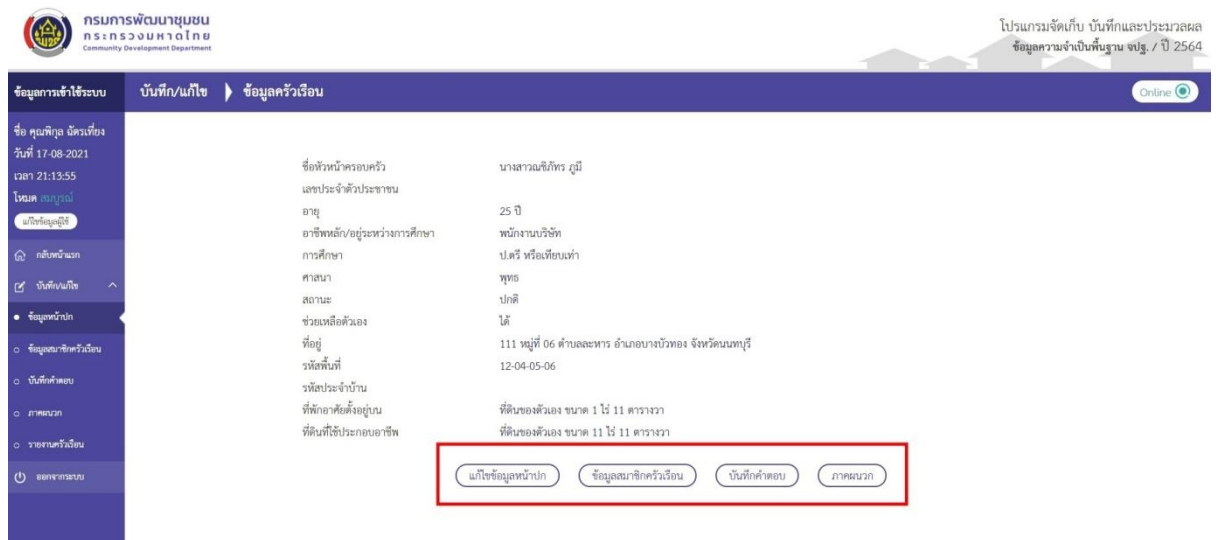 กรมการพัฒนาชุมชน
กระทรวงมหาดไทย
Community Development Department
โปรแกรมจัดเก็บ บันทึกและประมวลผล
ข้อมูลความจำเป็นพื้นฐาน จปฐ. / ปี 2564
ข้อมูลการเข้าใช้ระบบ
บันทึก/แก้ไข ข้อมูลครัวเรือน
Online
ชื่อ คุณพิกุล ฉัตรเที่ยง
วันที่ 17-08-2021
เวลา 21:13:55
โหมด สมบูรณ์
แก้ไขข้อมูลผู้ใช้
กลับหน้าแรก
บันทึก/แก้ไข
ข้อมูลหน้าปก
ข้อมูลสมาชิกครัวเรือน
บันทึกคำตอบ
ภาคผนวก
รายงานครัวเรือน
ออกจากระบบ
ชื่อหัวหน้าครอบครัว นางสาวณชิภัทร ภูมี
เลขประจำตัวประชาชน
อายุ 25 ปี
อาชีพหลัก/อยู่ระหว่างการศึกษา พนักงานบริษัท
การศึกษา ป.ตรี หรือเทียบเท่า
ศาสนา พุทธ
สถานะ ปกติ
ช่วยเหลือตัวเอง ได้
ที่อยู่ 111 หมู่ที่ 06 ตำบลละหาร อำเภอบางบัวทอง จังหวัดนนทบุรี
รหัสพื้นที่ 12-04-05-06
รหัสประจำบ้าน
ที่พักอาศัยตั้งอยู่บน ที่ดินของตัวเอง ขนาด 1 ไร่ 11 ตารางวา
ที่ดินที่ใช้ประกอบอาชีพ ที่ดินของตัวเอง ขนาด 11 ไร่ 11 ตารางวา
แก้ไขข้อมูลหน้าปก ข้อมูลสมาชิกครัวเรือน บันทึกคำตอบ ภาคผนวก